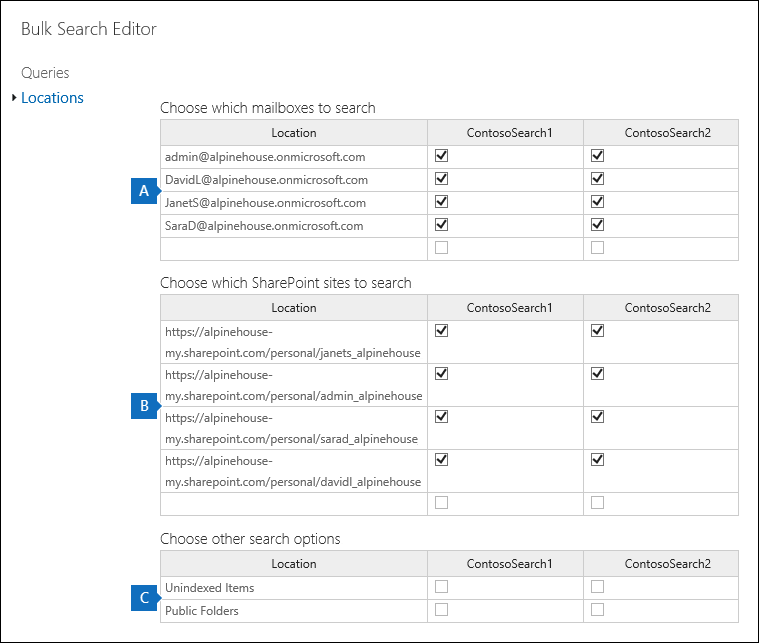 Bulk Search Editor
Queries
Locations
Choose which mailboxes to search
Location ContosoSearch1 ContosoSearch2
admin@alpinehouse.onmicrosoft.com
DavidL@alpinehouse.onmicrosoft.com
A
JanetS@alpinehouse.onmicrosoft.com
SaraD@alpinehouse.onmicrosoft.com
Choose which SharePoint sites to search
Location ContosoSearch1 ContosoSearch2
https://alpinehouse-
my.sharepoint.com/personal/janets_alpinehouse
https://alpinehouse-
my.sharepoint.com/personal/admin_alpinehouse
B
https://alpinehouse-
my.sharepoint.com/personal/sarad_alpinehouse
https://alpinehouse-
my.sharepoint.com/personal/davidl_alpinehouse
Choose other search options
Location ContosoSearch1 ContosoSearch2
Unindexed Items
C
Public Folders